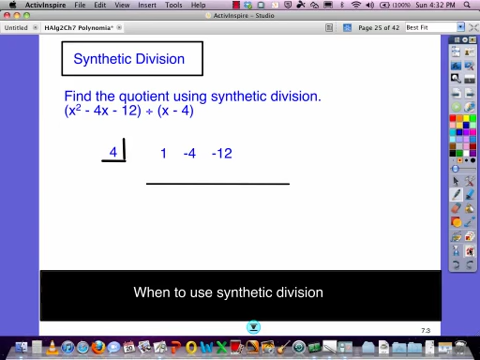 ActivInspire File Edit View Insert Tools Help (100%) Sun 4:32 PM
ActivInspire – Studio
Untitled HAlg2Ch7 Polynomia* Page 25 of 42 Best Fit
Synthetic Division
Find the quotient using synthetic division.
(x² - 4x - 12) ÷ (x - 4)
4 1 -4 -12
When to use synthetic division
7.3